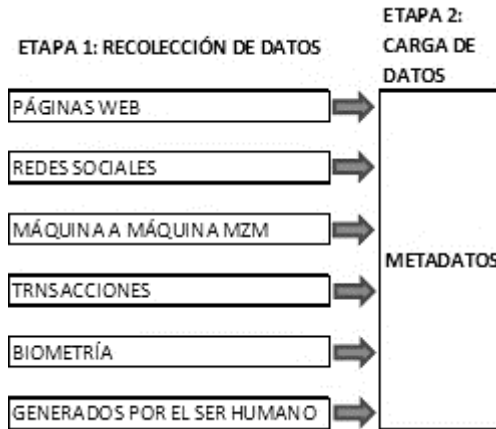 ETAPA 1: RECOLECCIÓN DE DATOS
ETAPA 2:
CARGA DE
DATOS
PÁGINAS WEB
REDES SOCIALES
MÁQUINA A MÁQUINA MZM
TRNSACCIONES
BIOMETRÍA
GENERADOS POR EL SER HUMANO
METADATOS